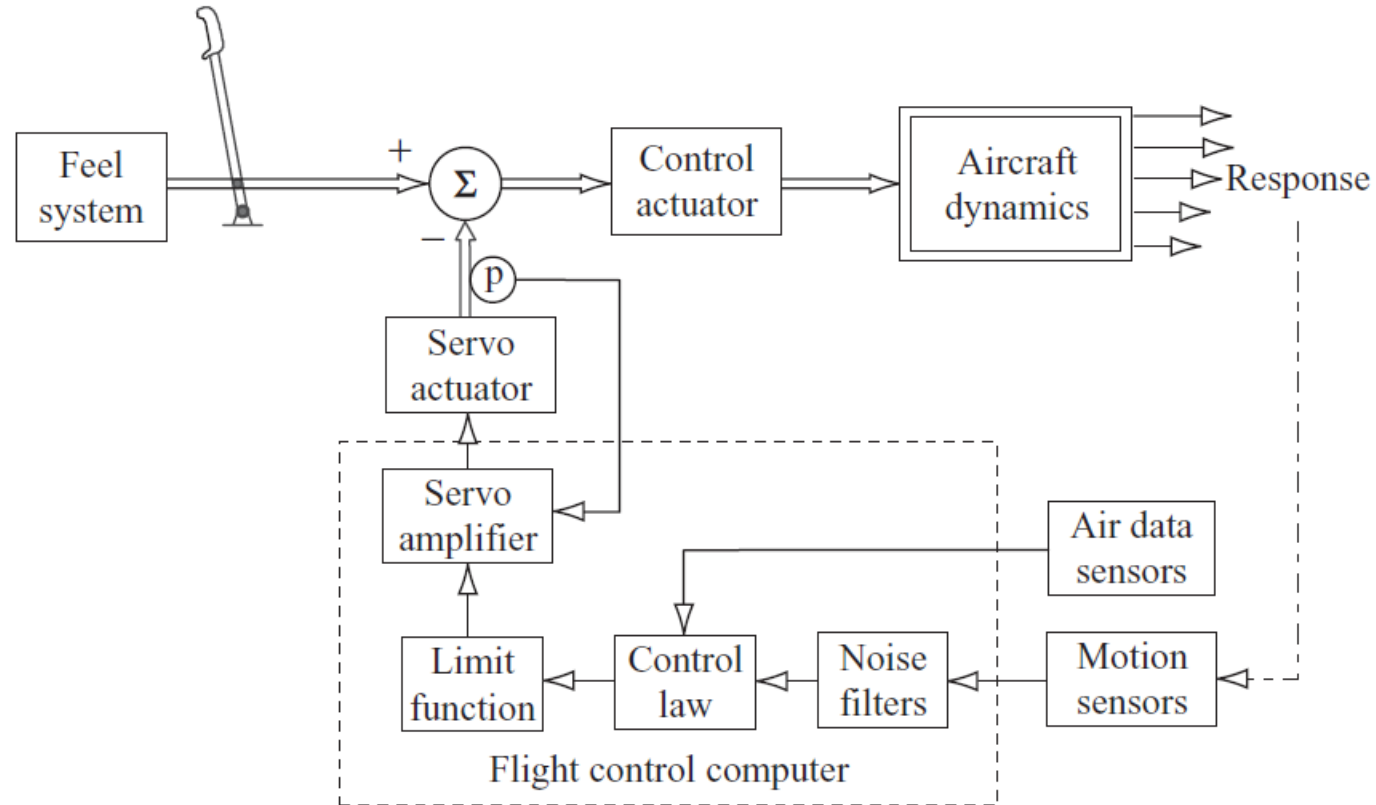 Feel
system
+
Σ
−
p
Control
actuator
Aircraft
dynamics
Response
Servo
actuator
Servo
amplifier
Air data
sensors
Limit
function
Control
law
Noise
filters
Motion
sensors
Flight control computer